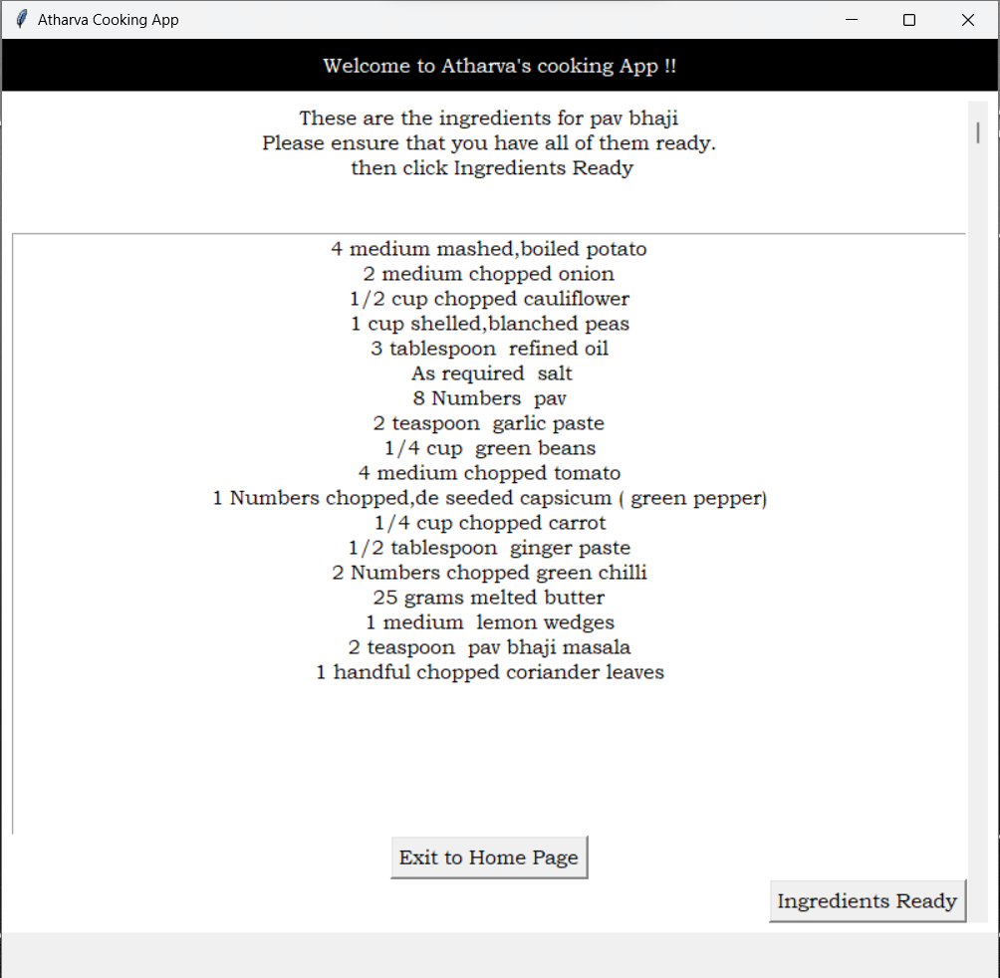 Atharva Cooking App
Welcome to Atharva's cooking App !!
These are the ingredients for pav bhaji
Please ensure that you have all of them ready.
then click Ingredients Ready
4 medium mashed,boiled potato
2 medium chopped onion
1/2 cup chopped cauliflower
1 cup shelled,blanched peas
3 tablespoon  refined oil
As required  salt
8 Numbers  pav
2 teaspoon  garlic paste
1/4 cup  green beans
4 medium chopped tomato
1 Numbers chopped,de seeded capsicum ( green pepper)
1/4 cup chopped carrot
1/2 tablespoon  ginger paste
2 Numbers chopped green chilli
25 grams melted butter
1 medium  lemon wedges
2 teaspoon  pav bhaji masala
1 handful chopped coriander leaves
Exit to Home Page
Ingredients Ready